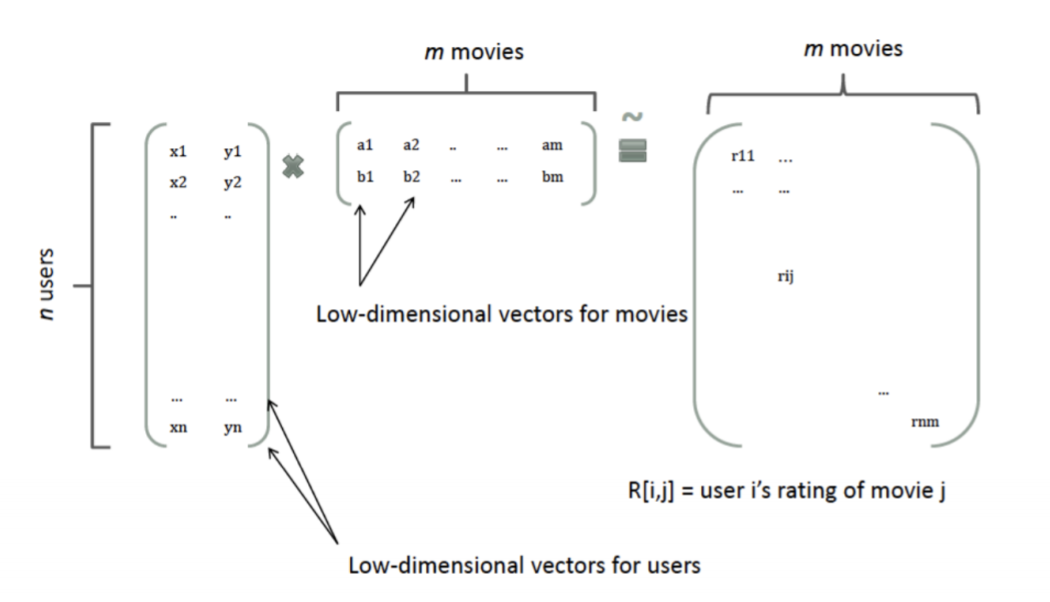 m movies
m movies
n users
x1 y1
x2 y2
.. ..
... ...
xn yn
✖
a1 a2 .. ... am
b1 b2 ... ... bm
~
=
r11 ...
... ...
rij
...
rnm
Low-dimensional vectors for movies
R[i,j] = user i’s rating of movie j
Low-dimensional vectors for users